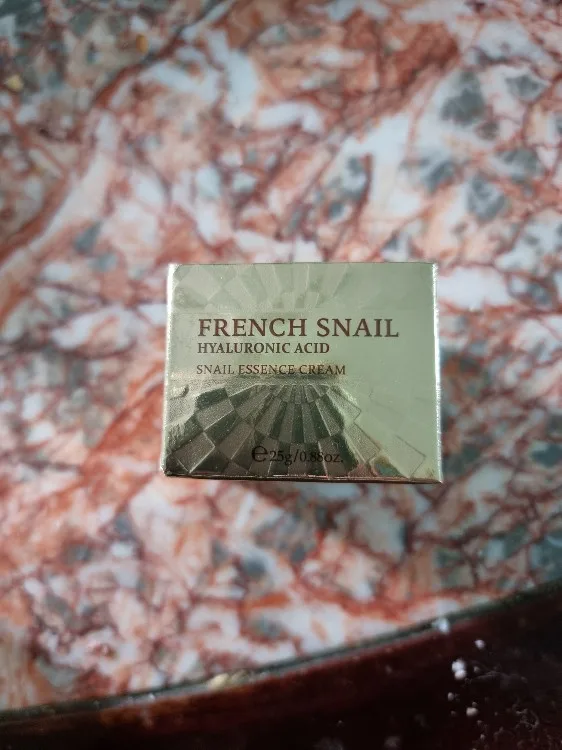 FRENCH SNAIL
HYALURONIC ACID
SNAIL ESSENCE CREAM
℮25g/0.88oz.